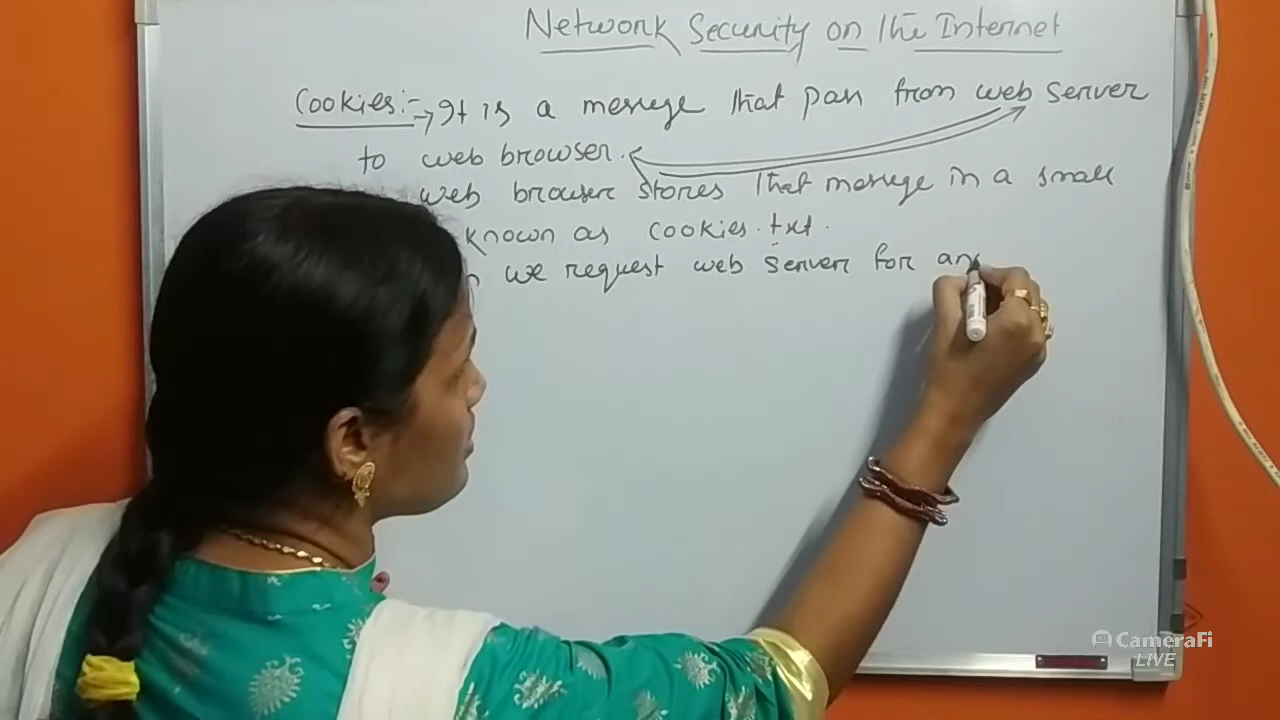 Network Security on the Internet
Cookies:- → It is a message that pass from web server
to web browser.
web browser stores that message in a small
known as cookies.txt.
we request web server for any
CameraFi
LIVE